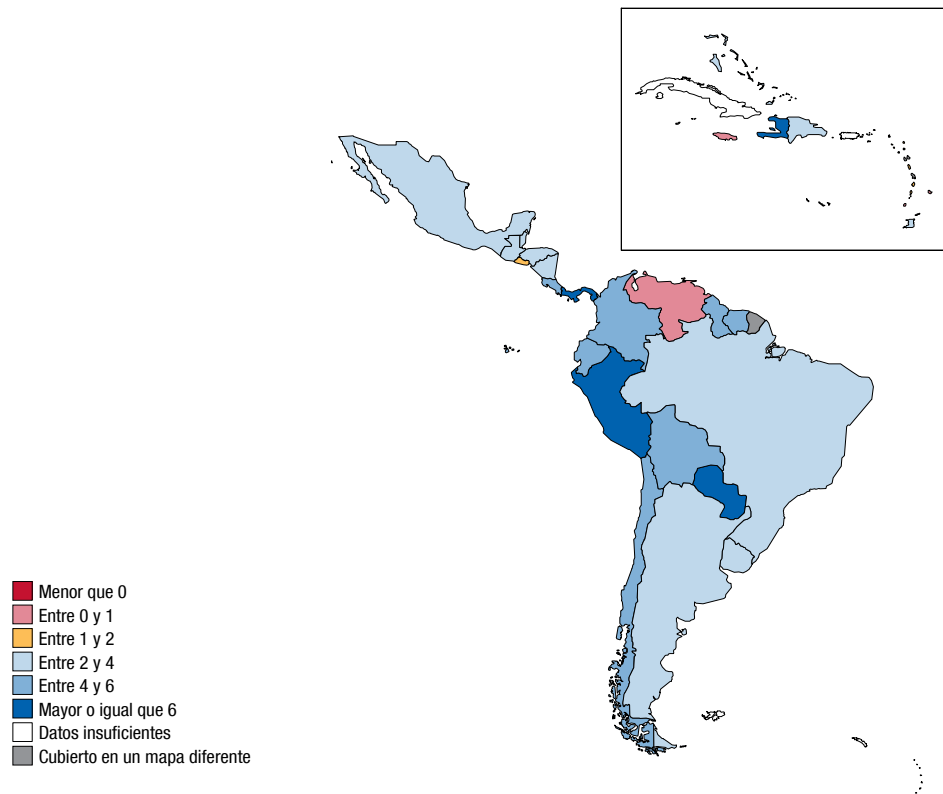 Menor que 0
Entre 0 y 1
Entre 1 y 2
Entre 2 y 4
Entre 4 y 6
Mayor o igual que 6
Datos insuficientes
Cubierto en un mapa diferente